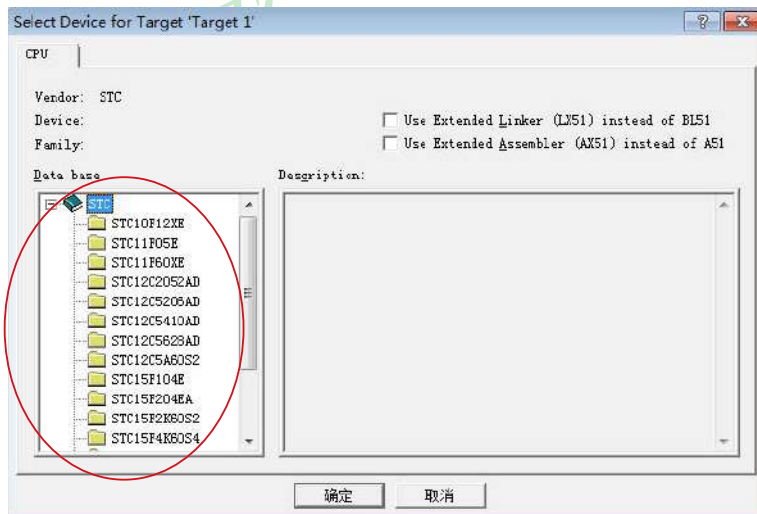 Select Device for Target 'Target 1'
CPU
Vendor: STC
Device:
Use Extended Linker (LX51) instead of BL51
Family:
Use Extended Assembler (AX51) instead of A51
Data base
Description:
STC
STC10F12XE
STC11F05E
STC11F60XE
STC12C2052AD
STC12C5206AD
STC12C5410AD
STC12C5628AD
STC12C5A60S2
STC15F104E
STC15F204EA
STC15F2K60S2
STC15F4K60S4
确定
取消